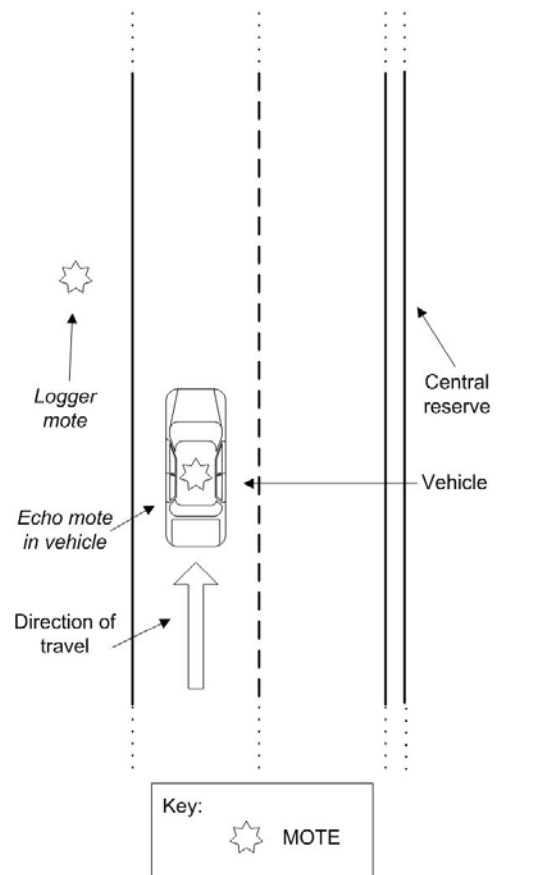 Logger
mote
Central
reserve
Vehicle
Echo mote
in vehicle
Direction of
travel
Key:
MOTE